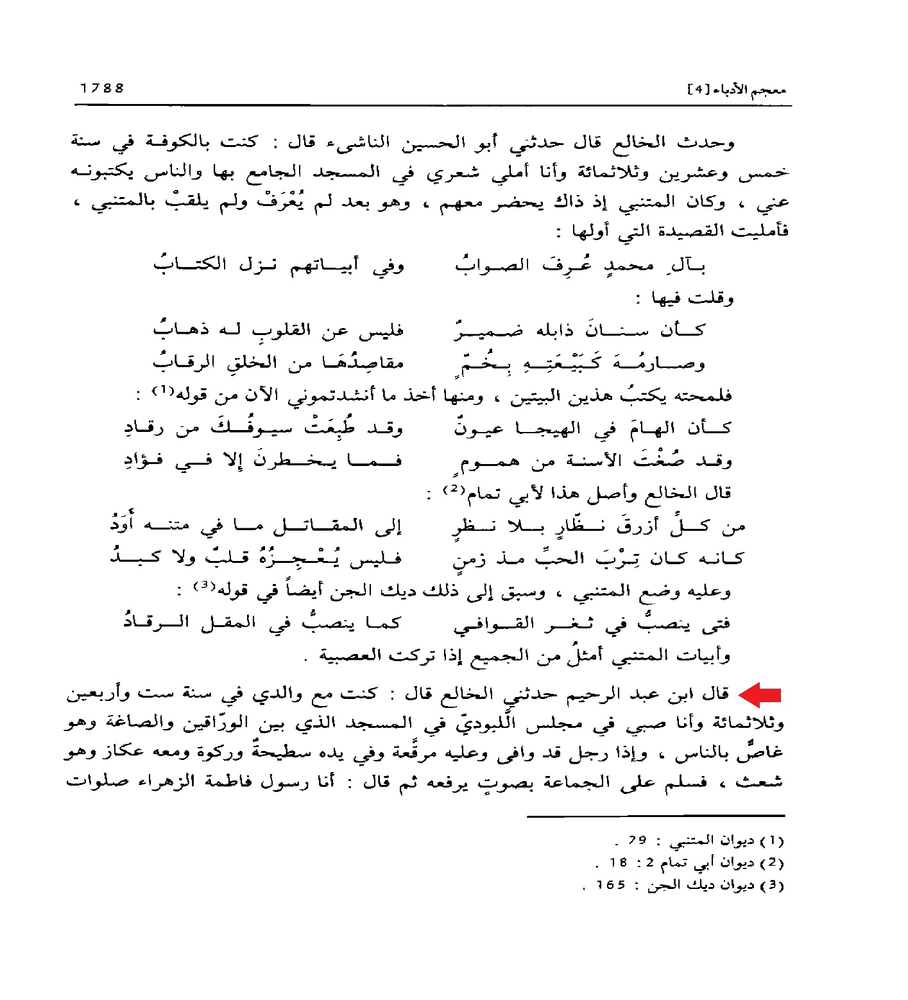 معجم الأدباء [4]
1788
وحدث الخالع قال حدثني أبو الحسين الناشىء قال : كنت بالكوفة في سنة
خمس وعشرين وثلاثمائة وأنا أملي شعري في المسجد الجامع بها والناس يكتبونه
عني ، وكان المتنبي إذ ذاك يحضر معهم ، وهو بعد لم يُعْرَفْ ولم يلقبْ بالمتنبي ،
فأمليت القصيدة التي أولها :
بآلِ محمدٍ عُرِفَ الصوابُ وفي أبياتهم نزل الكتابُ
وقلت فيها :
كأن سنانَ ذابله ضميرٌ فليس عن القلوبِ له ذهابُ
وصارمُهُ كَبَيْعَتِهِ بِخُمٍّ مقاصِدُهَا من الخلقِ الرقابُ
فلمحته يكتبُ هذين البيتين ، ومنها أخذ ما أنشدتموني الآن من قوله(1) :
كأن الهامَ في الهيجا عيونٌ وقد طُبِعَتْ سيوفُكَ من رقادِ
وقد صُغْتَ الأسنة من همومٍ فما يخطرنَ إلا في فؤادِ
قال الخالع وأصل هذا لأبي تمام(2) :
من كلِّ أزرقَ نظّارٍ بلا نظرٍ إلى المقاتل ما في متنه أَوَدُ
كانه كان تِرْبَ الحبِّ مذ زمنٍ فليس يُعْجِزُهُ قلبٌ ولا كبدُ
وعليه وضع المتنبي ، وسبق إلى ذلك ديك الجن أيضاً في قوله(3) :
فتى ينصبُّ في ثغر القوافي كما ينصبُّ في المقل الرقادُ
وأبيات المتنبي أمثلُ من الجميع إذا تركت العصبية .
قال ابن عبد الرحيم حدثني الخالع قال : كنت مع والدي في سنة ست وأربعين
وثلاثمائة وأنا صبي في مجلس الَّلبوديّ في المسجد الذي بين الورّاقين والصاغة وهو
غاصٌّ بالناس ، وإذا رجل قد وافى وعليه مرقَّعة وفي يده سطيحةٌ وركوة ومعه عكاز وهو
شعث ، فسلم على الجماعة بصوتٍ يرفعه ثم قال : أنا رسول فاطمة الزهراء صلوات
(1) ديوان المتنبي : 79 .
(2) ديوان أبي تمام 2: 18 .
(3) ديوان ديك الجن : 165 .